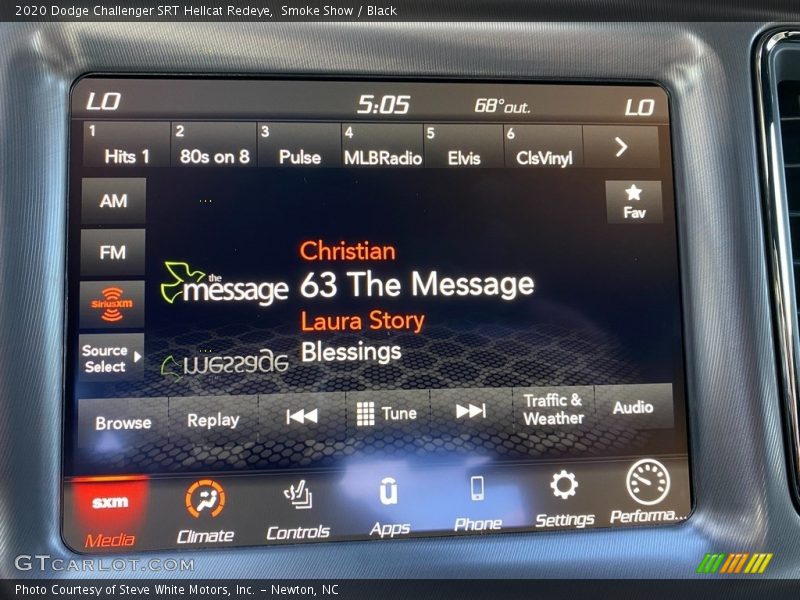 2020 Dodge Challenger SRT Hellcat Redeye, Smoke Show / Black
LO 5:05 68° out. LO
1 Hits 1
2 80s on 8
3 Pulse
4 MLBRadio
5 Elvis
6 ClsVinyl
AM
Fav
FM
SiriusXM
Source Select
the message
Christian
63 The Message
Laura Story
Blessings
message
Browse
Replay
Tune
Traffic & Weather
Audio
sxm
Media
Climate
Controls
Apps
Phone
Settings
Performa...
GTCARLOT.COM
Photo Courtesy of Steve White Motors, Inc. - Newton, NC